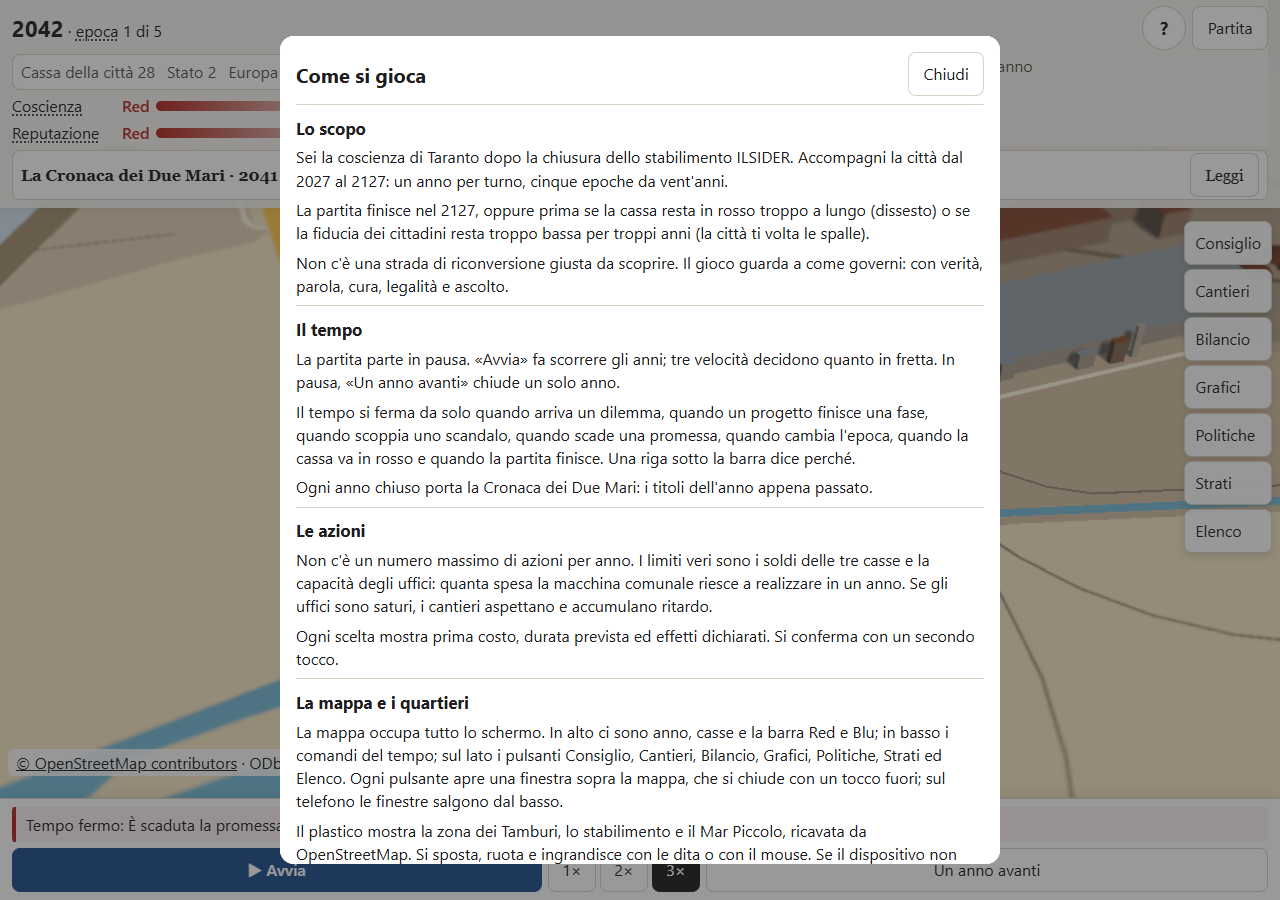 2042 · epoca 1 di 5
?
Partita
Cassa della città 28 Stato 2 Europa
anno
Coscienza Red
Reputazione Red
La Cronaca dei Due Mari · 2041
Leggi
Come si gioca
Chiudi
Lo scopo
Sei la coscienza di Taranto dopo la chiusura dello stabilimento ILSIDER. Accompagni la città dal
2027 al 2127: un anno per turno, cinque epoche da vent'anni.
La partita finisce nel 2127, oppure prima se la cassa resta in rosso troppo a lungo (dissesto) o se
la fiducia dei cittadini resta troppo bassa per troppi anni (la città ti volta le spalle).
Non c'è una strada di riconversione giusta da scoprire. Il gioco guarda a come governi: con verità,
parola, cura, legalità e ascolto.
Il tempo
La partita parte in pausa. «Avvia» fa scorrere gli anni; tre velocità decidono quanto in fretta. In
pausa, «Un anno avanti» chiude un solo anno.
Il tempo si ferma da solo quando arriva un dilemma, quando un progetto finisce una fase,
quando scoppia uno scandalo, quando scade una promessa, quando cambia l'epoca, quando la
cassa va in rosso e quando la partita finisce. Una riga sotto la barra dice perché.
Ogni anno chiuso porta la Cronaca dei Due Mari: i titoli dell'anno appena passato.
Le azioni
Non c'è un numero massimo di azioni per anno. I limiti veri sono i soldi delle tre casse e la
capacità degli uffici: quanta spesa la macchina comunale riesce a realizzare in un anno. Se gli
uffici sono saturi, i cantieri aspettano e accumulano ritardo.
Ogni scelta mostra prima costo, durata prevista ed effetti dichiarati. Si conferma con un secondo
tocco.
La mappa e i quartieri
La mappa occupa tutto lo schermo. In alto ci sono anno, casse e la barra Red e Blu; in basso i
comandi del tempo; sul lato i pulsanti Consiglio, Cantieri, Bilancio, Grafici, Politiche, Strati ed
Elenco. Ogni pulsante apre una finestra sopra la mappa, che si chiude con un tocco fuori; sul
telefono le finestre salgono dal basso.
Il plastico mostra la zona dei Tamburi, lo stabilimento e il Mar Piccolo, ricavata da
OpenStreetMap. Si sposta, ruota e ingrandisce con le dita o con il mouse. Se il dispositivo non
Consiglio
Cantieri
Bilancio
Grafici
Politiche
Strati
Elenco
© OpenStreetMap contributors · ODb
Tempo fermo: È scaduta la promessa
▶ Avvia
1×
2×
3×
Un anno avanti